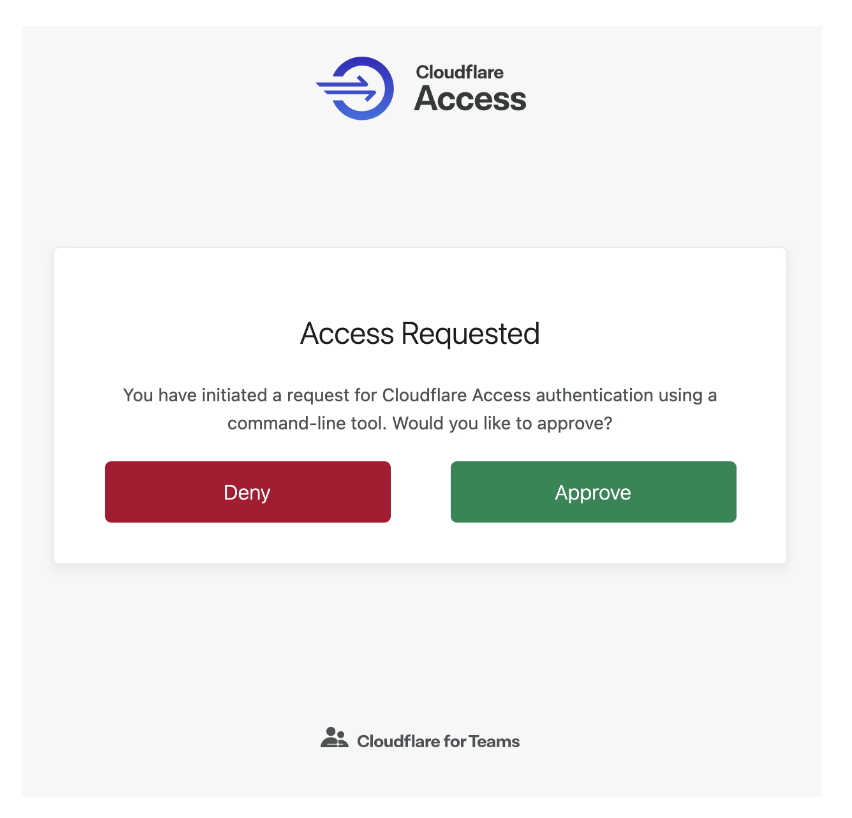 Cloudflare
Access
Access Requested
You have initiated a request for Cloudflare Access authentication using a
command-line tool. Would you like to approve?
Deny
Approve
Cloudflare for Teams